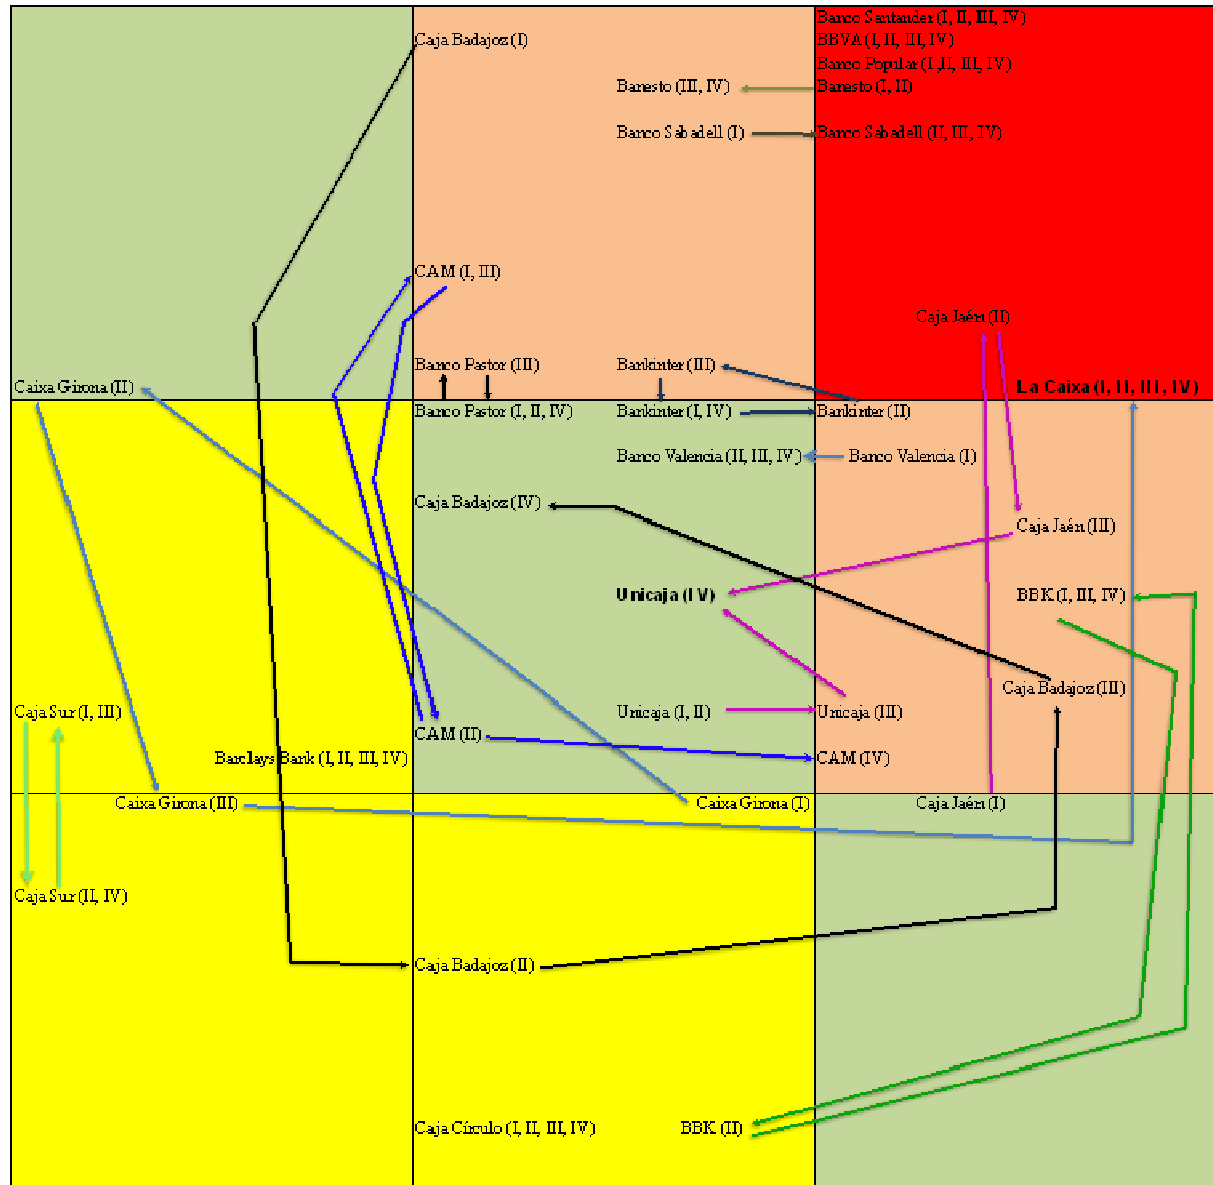 Banco Santander (I, II, III, IV)
Caja Badajoz (I)
BBVA (I, II, III, IV)
Banco Popular (I,II, III, IV)
Banesto (III, IV)
Banesto (I, II)
Banco Sabadell (I)
Banco Sabadell (II, III, IV)
CAM (I, III)
Caja Jaén (II)
Banco Pastor (III)
Bankinter (III)
Caixa Girona (II)
La Caixa (I, II, III, IV)
Banco Pastor (I, II, IV)
Bankinter (I, IV)
Bankinter (II)
Banco Valencia (II, III, IV)
Banco Valencia (I)
Caja Badajoz (IV)
Caja Jaén (III)
Unicaja (IV)
BBK (I, III, IV)
Caja Badajoz (III)
Caja Sur (I, III)
Unicaja (I, II)
Unicaja (III)
CAM (II)
Barclays Bank (I, II, III, IV)
CAM (IV)
Caixa Girona (III)
Caixa Girona (I)
Caja Jaén (I)
Caja Sur (II, IV)
Caja Badajoz (II)
Caja Círculo (I, II, III, IV)
BBK (II)